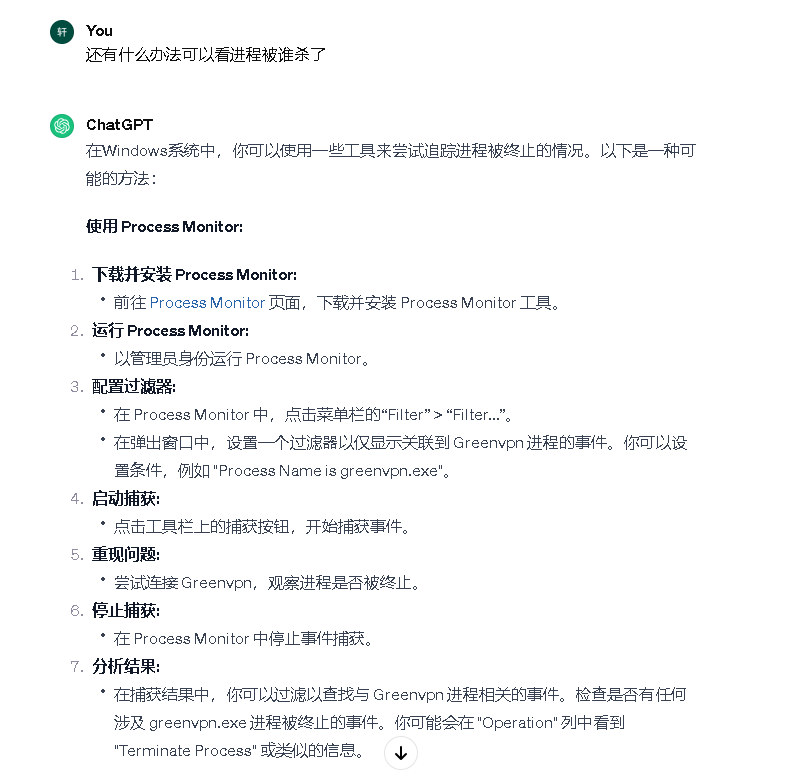 轩 You
还有什么办法可以看进程被谁杀了
ChatGPT
在Windows系统中，你可以使用一些工具来尝试追踪进程被终止的情况。以下是一种可
能的方法：
使用 Process Monitor:
1. 下载并安装 Process Monitor:
• 前往 Process Monitor 页面，下载并安装 Process Monitor 工具。
2. 运行 Process Monitor:
• 以管理员身份运行 Process Monitor。
3. 配置过滤器:
• 在 Process Monitor 中，点击菜单栏的“Filter” > “Filter...”。
• 在弹出窗口中，设置一个过滤器以仅显示关联到 Greenvpn 进程的事件。你可以设
置条件，例如 "Process Name is greenvpn.exe"。
4. 启动捕获:
• 点击工具栏上的捕获按钮，开始捕获事件。
5. 重现问题:
• 尝试连接 Greenvpn，观察进程是否被终止。
6. 停止捕获:
• 在 Process Monitor 中停止事件捕获。
7. 分析结果:
• 在捕获结果中，你可以过滤以查找与 Greenvpn 进程相关的事件。检查是否有任何
涉及 greenvpn.exe 进程被终止的事件。你可能会在 "Operation" 列中看到
"Terminate Process" 或类似的信息。